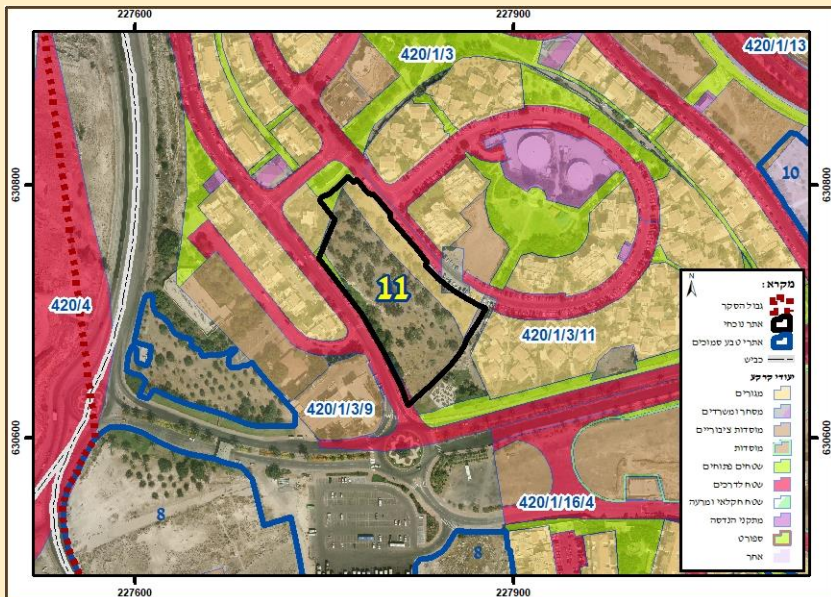 227600
227900
420/1/3
420/1/13
630800
630800
10
11
420/4
420/1/3/11
420/1/3/9
630600
630600
420/1/16/4
8
8
N
מקרא:
גבול הסקר
אתר נוכחי
אתרי טבע סמוכים
כביש
יעודי קרקע
מגורים
מסחר ומשרדים
מוסדות ציבוריים
מוסדות
שטחים פתוחים
שטח לדרכים
שטח חקלאי ומרעה
מתקני הנדסה
ספורט
אחר
227600
227900